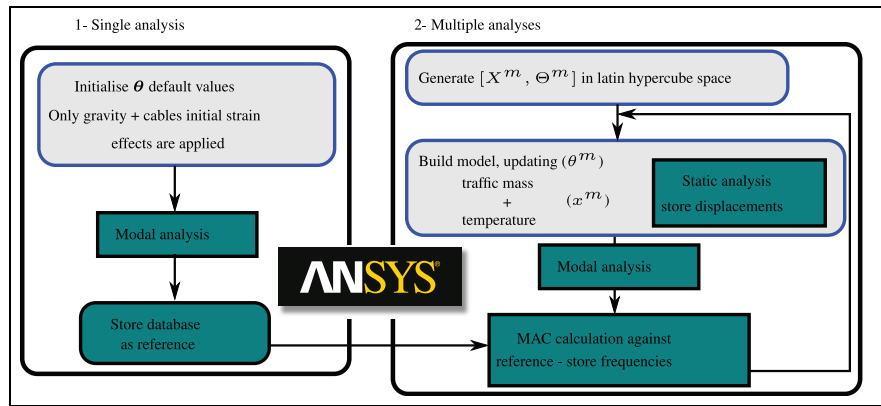 1- Single analysis
Initialise θ default values
Only gravity + cables initial strain
effects are applied
Modal analysis
Store database
as reference
ANSYS®
2- Multiple analyses
Generate [X^m, Θ^m] in latin hypercube space
Build model, updating (θ^m)
traffic mass
+
temperature
(x^m)
Static analysis
store displacements
Modal analysis
MAC calculation against
reference - store frequencies